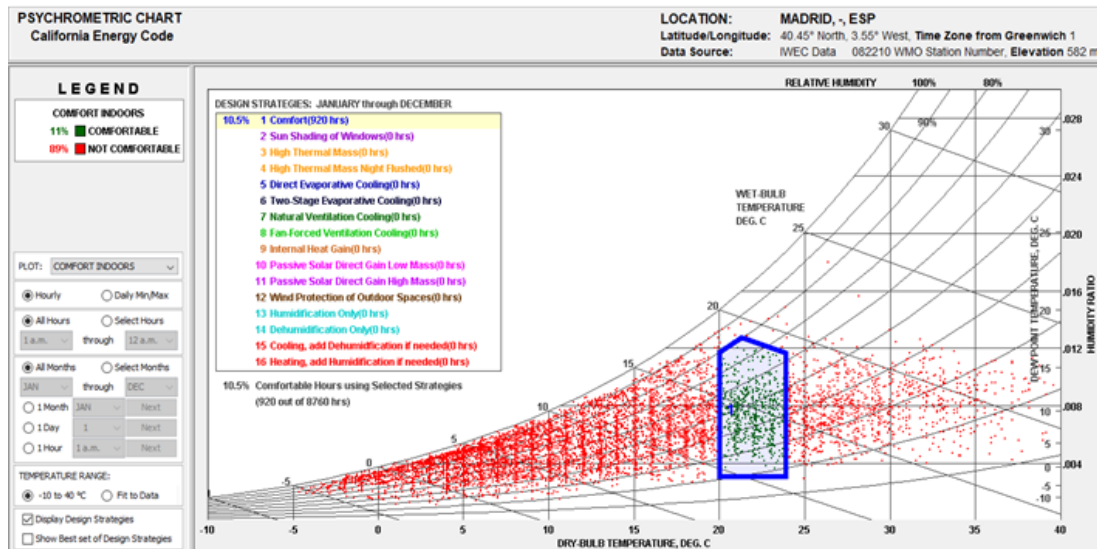 PSYCHROMETRIC CHART
California Energy Code
LOCATION: MADRID, -, ESP
Latitude/Longitude: 40.45° North, 3.55° West, Time Zone from Greenwich 1
Data Source: IWEC Data 082210 WMO Station Number, Elevation 582 m
LEGEND
COMFORT INDOORS
11% COMFORTABLE
89% NOT COMFORTABLE
PLOT: COMFORT INDOORS
Hourly Daily Min/Max
All Hours Select Hours
1 a.m. through 12 a.m.
All Months Select Months
JAN through DEC
1 Month JAN Next
1 Day 1 Next
1 Hour 1 a.m. Next
TEMPERATURE RANGE:
-10 to 40 °C Fit to Data
Display Design Strategies
Show Best set of Design Strategies
DESIGN STRATEGIES: JANUARY through DECEMBER
10.5% 1 Comfort(920 hrs)
2 Sun Shading of Windows(0 hrs)
3 High Thermal Mass(0 hrs)
4 High Thermal Mass Night Flushed(0 hrs)
5 Direct Evaporative Cooling(0 hrs)
6 Two-Stage Evaporative Cooling(0 hrs)
7 Natural Ventilation Cooling(0 hrs)
8 Fan-Forced Ventilation Cooling(0 hrs)
9 Internal Heat Gain(0 hrs)
10 Passive Solar Direct Gain Low Mass(0 hrs)
11 Passive Solar Direct Gain High Mass(0 hrs)
12 Wind Protection of Outdoor Spaces(0 hrs)
13 Humidification Only(0 hrs)
14 Dehumidification Only(0 hrs)
15 Cooling, add Dehumidification if needed(0 hrs)
16 Heating, add Humidification if needed(0 hrs)
10.5% Comfortable Hours using Selected Strategies
(920 out of 8760 hrs)
RELATIVE HUMIDITY 100% 80%
90%
WET-BULB
TEMPERATURE
DEG. C
-5
0
5
10
15
20
25
30
1
30
25
20
15
10
5
0
-5
-10
DEW POINT TEMPERATURE, DEG. C
.028
.024
.020
.016
.012
.008
.004
HUMIDITY RATIO
-10 -5 0 5 10 15 20 25 30 35 40
DRY-BULB TEMPERATURE, DEG. C